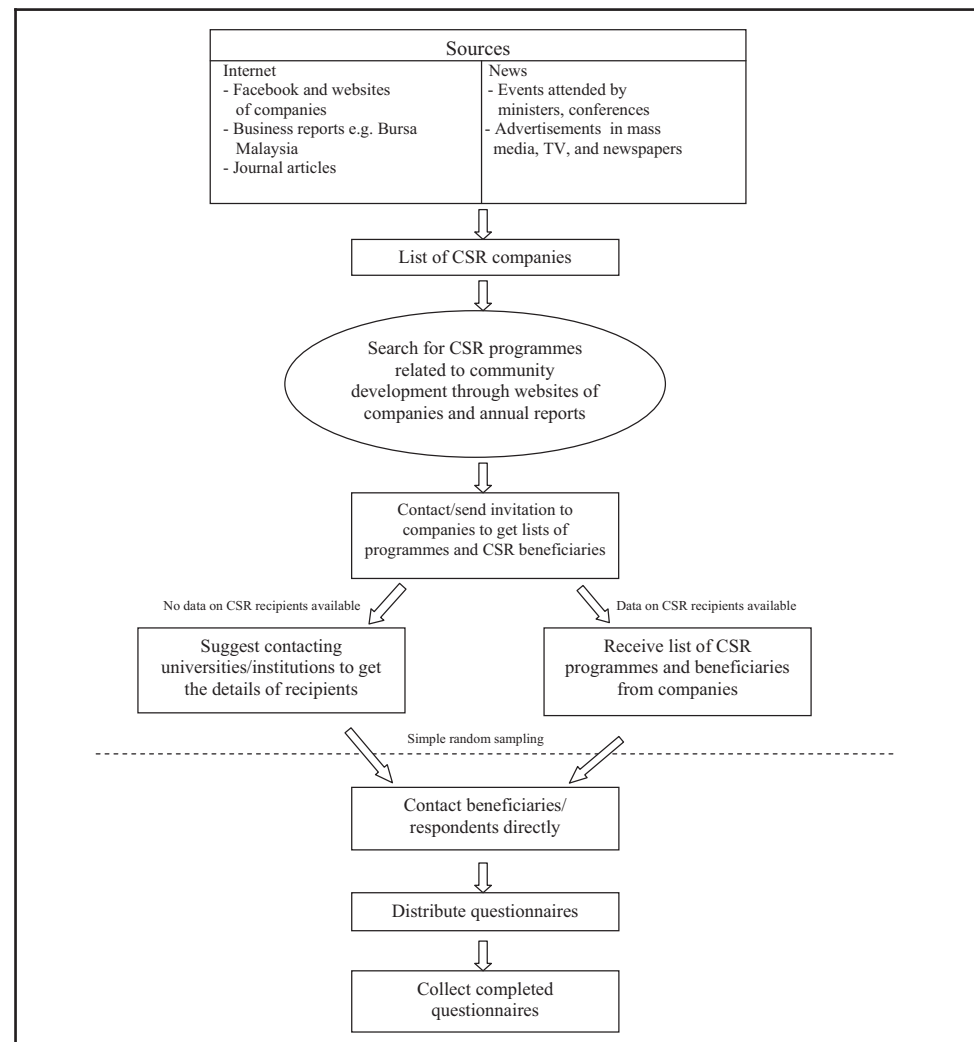 Sources
Internet
- Facebook and websites
of companies
- Business reports e.g. Bursa
Malaysia
- Journal articles
News
- Events attended by
ministers, conferences
- Advertisements in mass
media, TV, and newspapers
List of CSR companies
Search for CSR programmes
related to community
development through websites of
companies and annual reports
Contact/send invitation to
companies to get lists of
programmes and CSR beneficiaries
No data on CSR recipients available
Data on CSR recipients available
Suggest contacting
universities/institutions to get
the details of recipients
Receive list of CSR
programmes and beneficiaries
from companies
Simple random sampling
Contact beneficiaries/
respondents directly
Distribute questionnaires
Collect completed
questionnaires